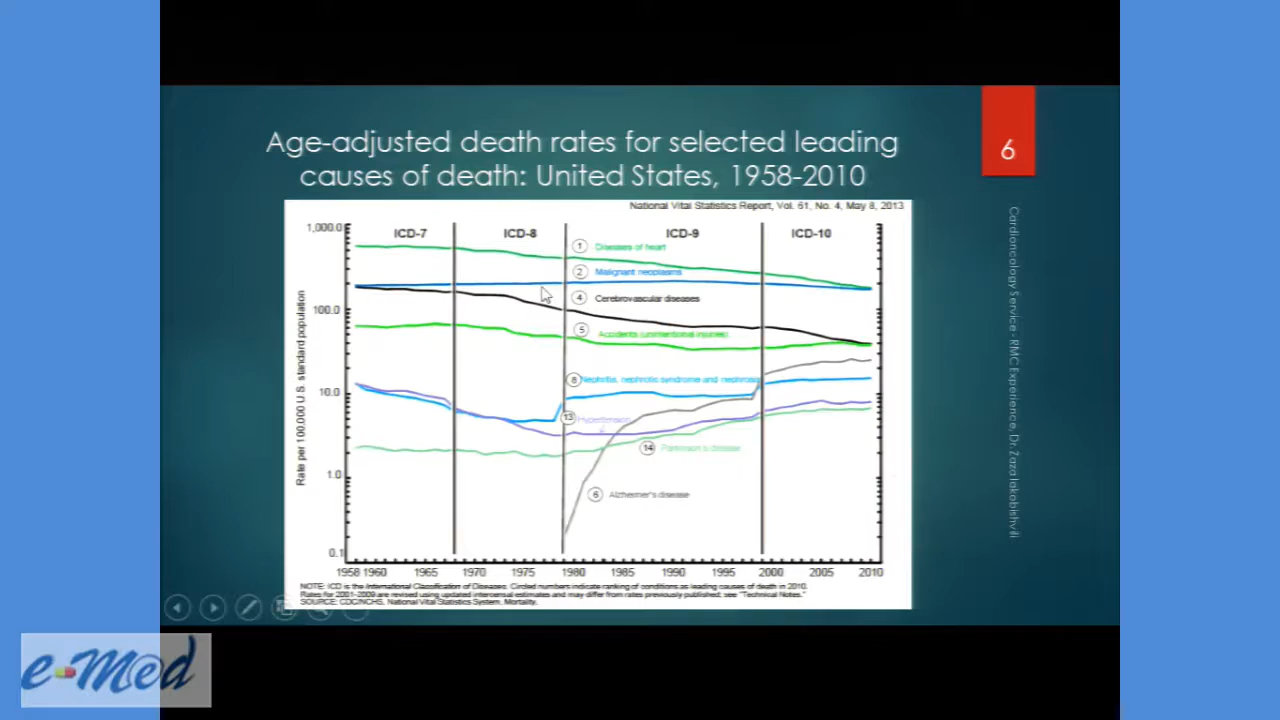 Age-adjusted death rates for selected leading
causes of death: United States, 1958-2010
6
National Vital Statistics Report, Vol. 61, No. 4, May 8, 2013
ICD-7
ICD-8
ICD-9
ICD-10
1,000.0
100.0
10.0
1.0
0.1
Rate per 100,000 U.S. standard population
1 Diseases of heart
2 Malignant neoplasms
4 Cerebrovascular diseases
5 Accidents (unintentional injuries)
8 Nephritis, nephrotic syndrome and nephrosis
13 Hypertension
14 Parkinson's disease
6 Alzheimer's disease
1958 1960 1965 1970 1975 1980 1985 1990 1995 2000 2005 2010
NOTE: ICD is the International Classification of Diseases. Circled numbers indicate ranking of conditions as leading causes of death in 2010.
Rates for 2001-2009 are revised using updated intercensal estimates and may differ from rates previously published; see "Technical Notes."
SOURCE: CDC/NCHS, National Vital Statistics System, Mortality.
Cardioncology Service - RMC Experience, Dr. Zaza Iakobishvili
e-Med